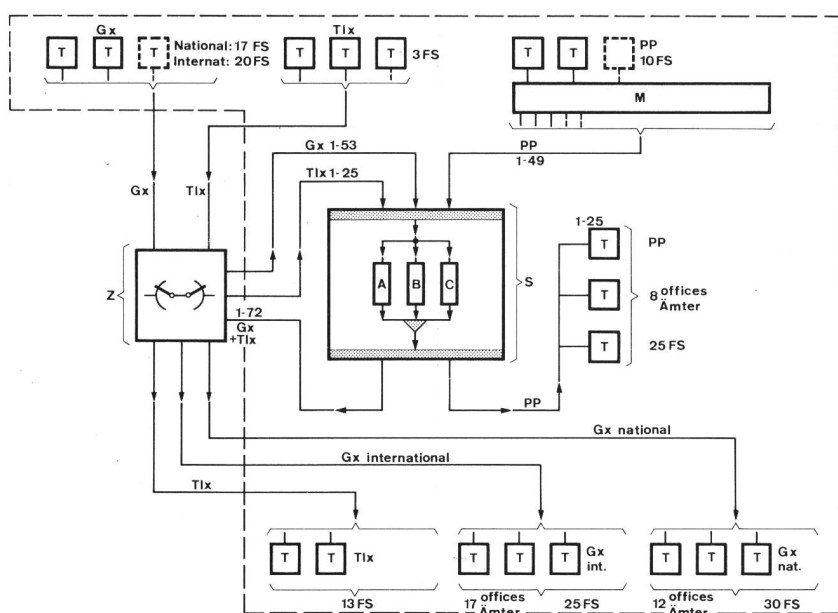 Gx
T T T National: 17 FS
Internat: 20 FS
Tlx
T T T 3 FS
T T PP
10 FS
M
Gx 1-53
PP
1-49
Tlx 1-25
Gx Tlx
Z
1-72
Gx
+Tlx
A B C
S
1-25
T PP
T 8 offices
Ämter
T 25 FS
PP
Gx national
Gx international
Tlx
T T Tlx
13 FS
T T T Gx
int.
17 offices
Ämter 25 FS
T T T Gx
nat.
12 offices
Ämter 30 FS